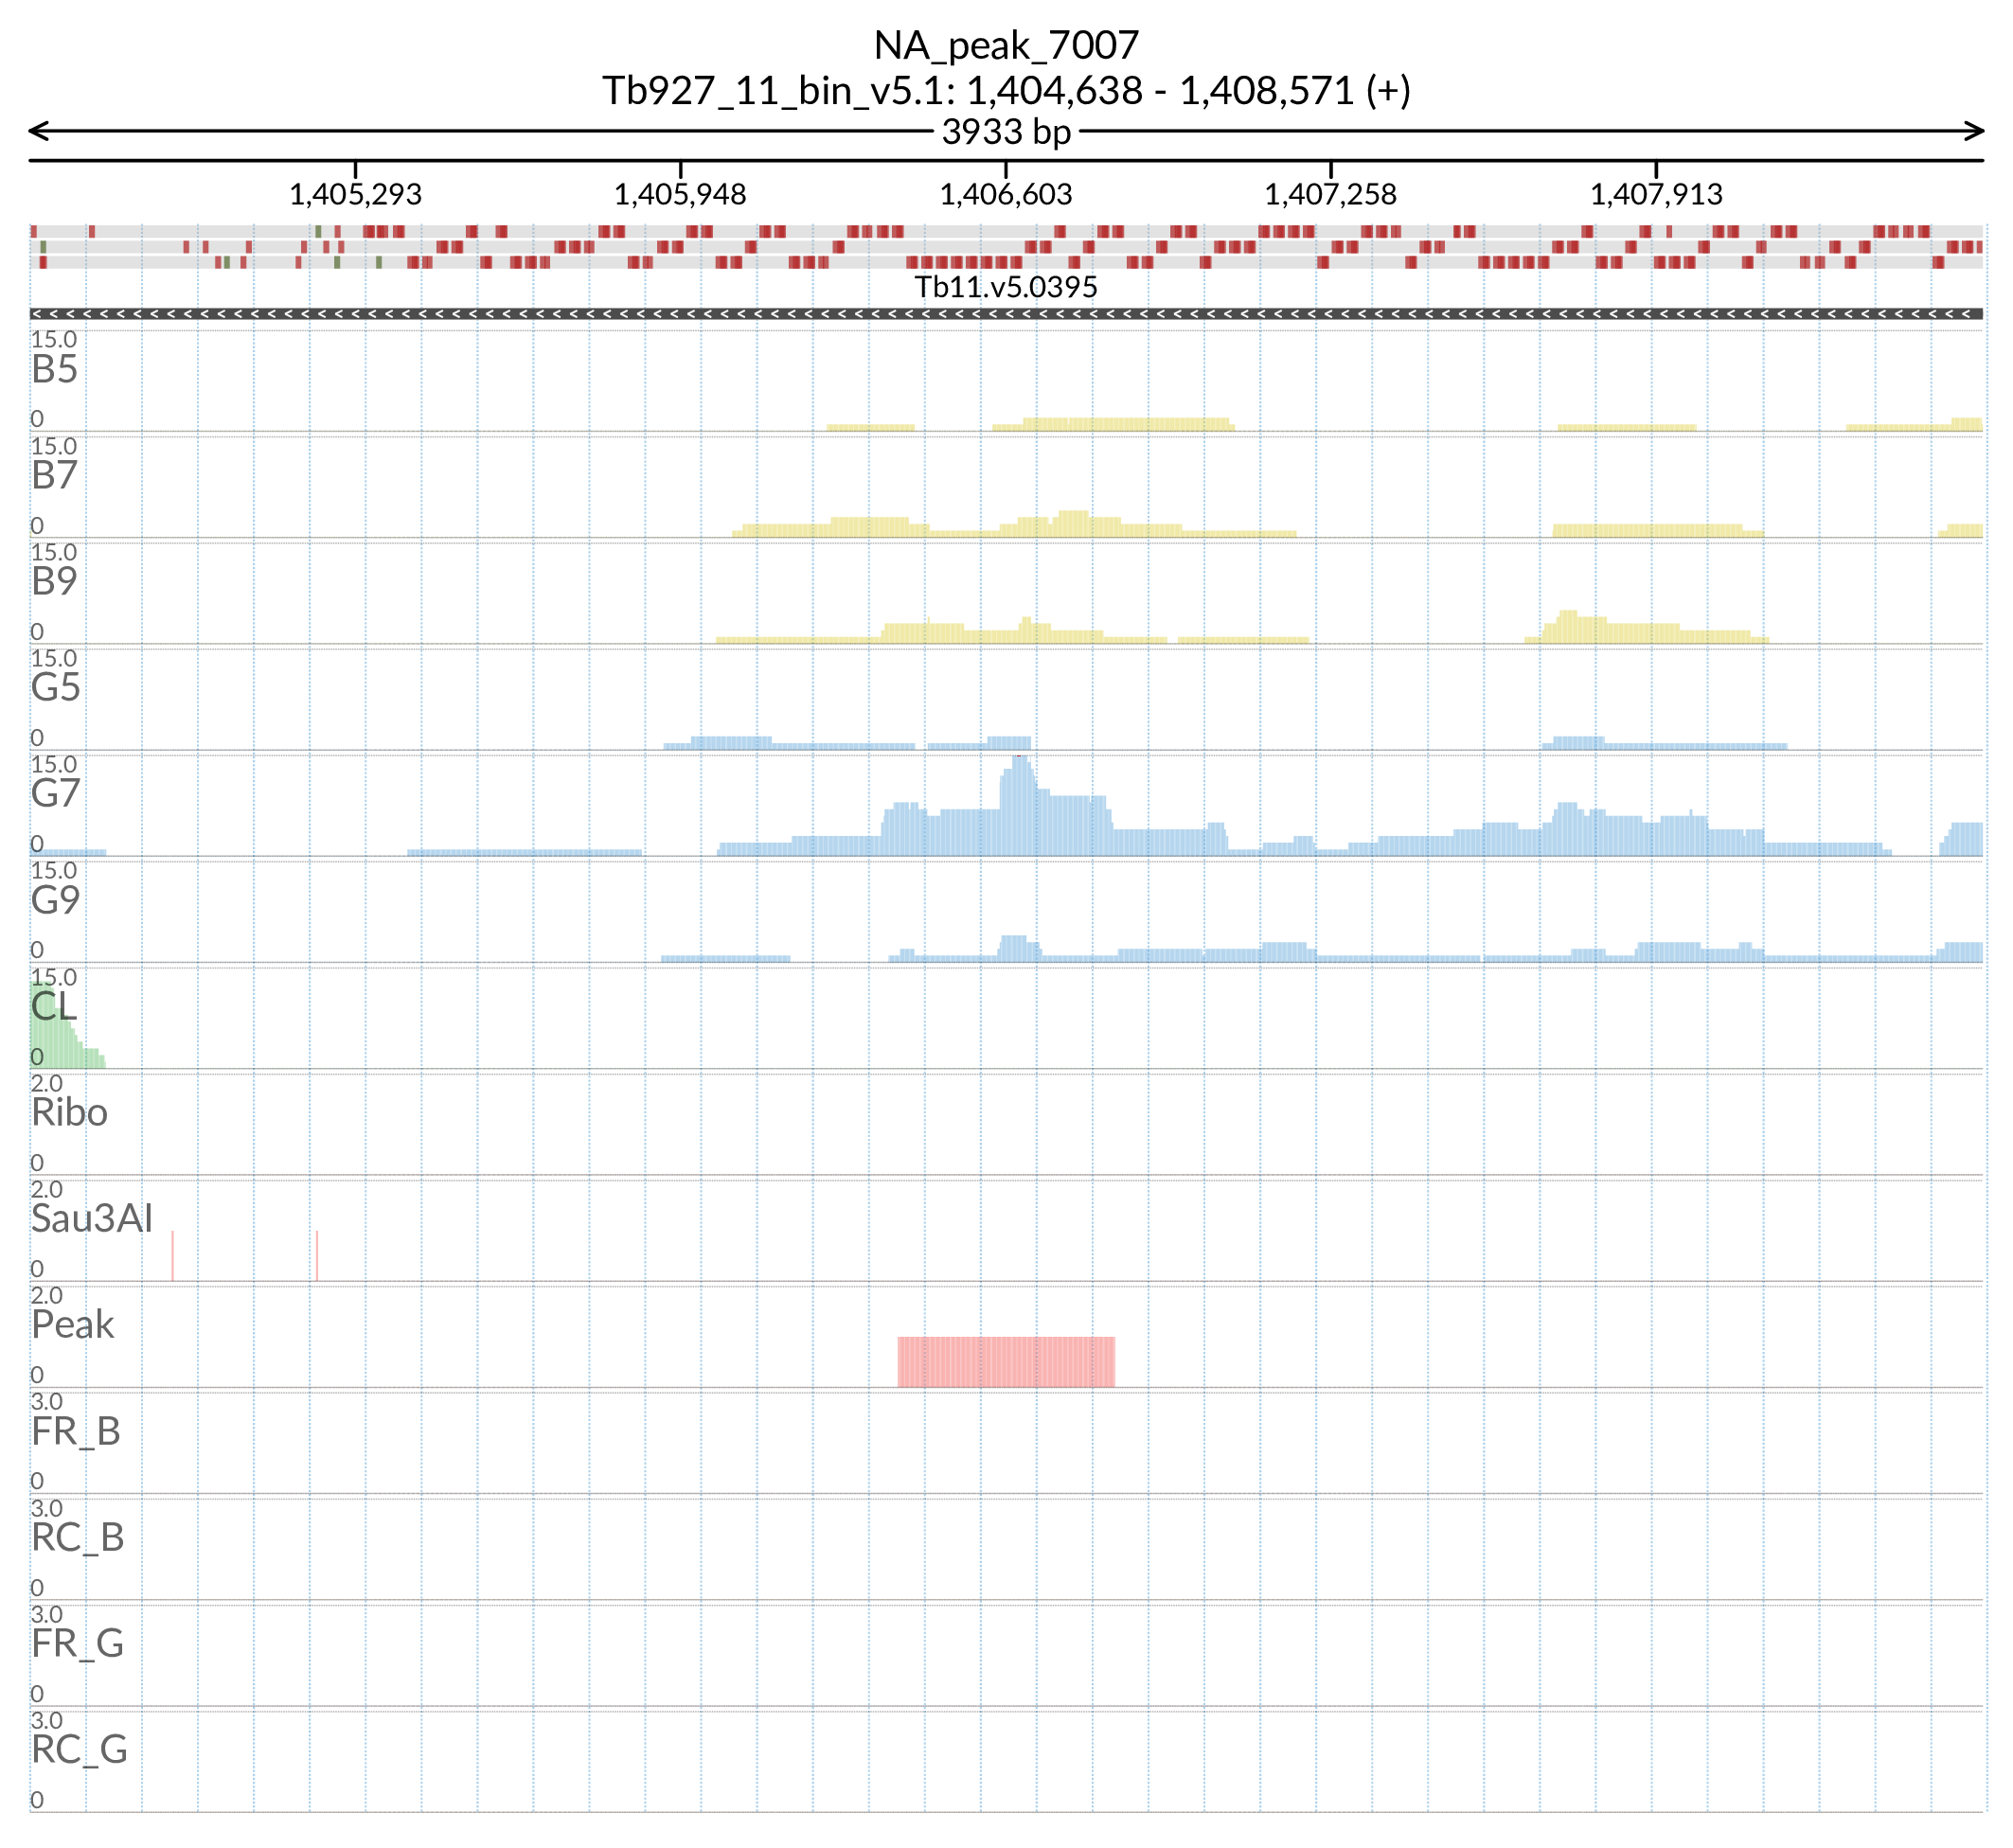 NA_peak_7007
Tb927_11_bin_v5.1: 1,404,638 - 1,408,571 (+)
3933 bp
1,405,293 1,405,948 1,406,603 1,407,258 1,407,913
Tb11.v5.0395
15.0
B5
0
15.0
B7
0
15.0
B9
0
15.0
G5
0
15.0
G7
0
15.0
G9
0
15.0
CL
0
2.0
Ribo
0
2.0
Sau3AI
0
2.0
Peak
0
3.0
FR_B
0
3.0
RC_B
0
3.0
FR_G
0
3.0
RC_G
0